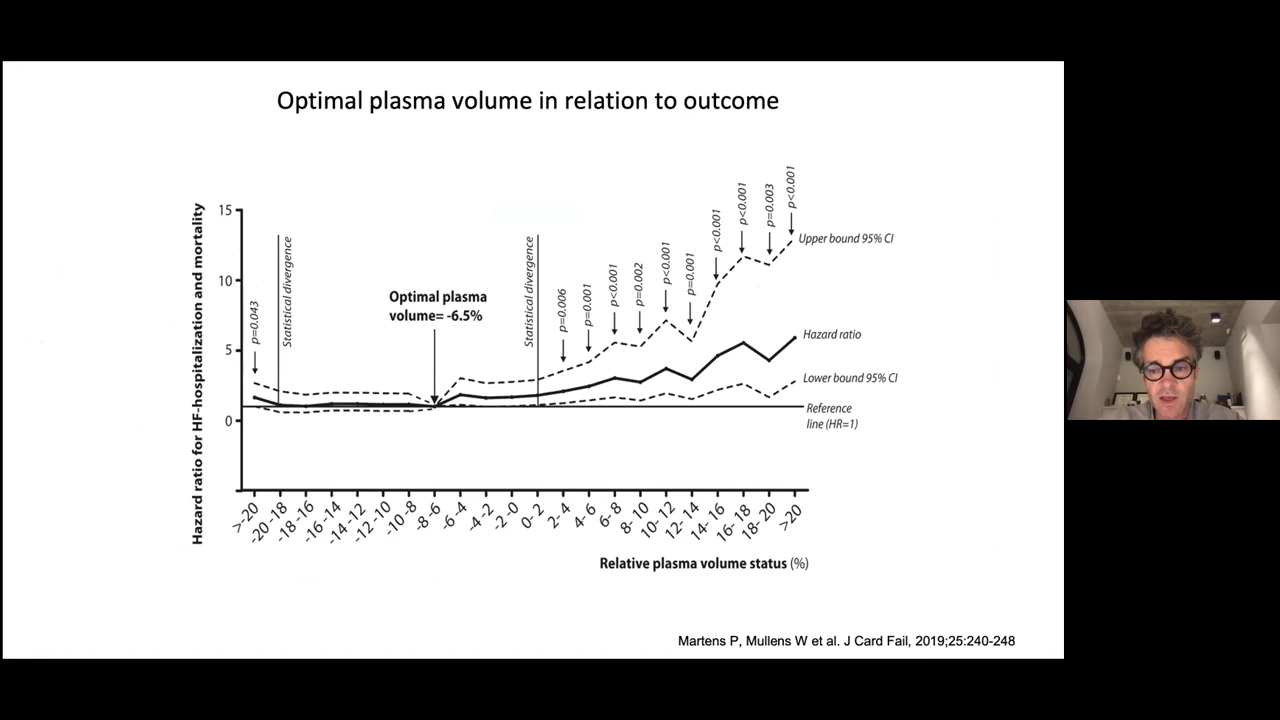 Optimal plasma volume in relation to outcome
Hazard ratio for HF-hospitalization and mortality
15
10
5
0
p=0.043
Statistical divergence
Optimal plasma
volume= -6.5%
Statistical divergence
p=0.006
p=0.001
p<0.001
p=0.002
p<0.001
p=0.001
p<0.001
p<0.001
p=0.003
p<0.001
Upper bound 95% CI
Hazard ratio
Lower bound 95% CI
Reference
line (HR=1)
>-20
-20 -18
-18 -16
-16 -14
-14 -12
-12 -10
-10 -8
-8 -6
-6 -4
-4 -2
-2 -0
0-2
2-4
4-6
6-8
8-10
10-12
12-14
14-16
16-18
18-20
>20
Relative plasma volume status (%)
Martens P, Mullens W et al. J Card Fail, 2019;25:240-248